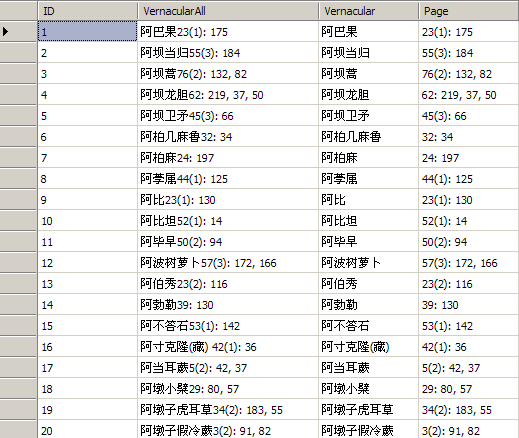 ID VernacularAll Vernacular Page
1 阿巴果23(1): 175 阿巴果 23(1): 175
2 阿坝当归55(3): 184 阿坝当归 55(3): 184
3 阿坝蒿76(2): 132, 82 阿坝蒿 76(2): 132, 82
4 阿坝龙胆62: 219, 37, 50 阿坝龙胆 62: 219, 37, 50
5 阿坝卫矛45(3): 66 阿坝卫矛 45(3): 66
6 阿柏几麻鲁32: 34 阿柏几麻鲁 32: 34
7 阿柏麻24: 197 阿柏麻 24: 197
8 阿孝属44(1): 125 阿孝属 44(1): 125
9 阿比23(1): 130 阿比 23(1): 130
10 阿比坦52(1): 14 阿比坦 52(1): 14
11 阿毕早50(2): 94 阿毕早 50(2): 94
12 阿波树萝卜57(3): 172, 166 阿波树萝卜 57(3): 172, 166
13 阿伯秀23(2): 116 阿伯秀 23(2): 116
14 阿勃勒39: 130 阿勃勒 39: 130
15 阿不答石53(1): 142 阿不答石 53(1): 142
16 阿寸克隆(藏) 42(1): 36 阿寸克隆(藏) 42(1): 36
17 阿当耳蕨5(2): 42, 37 阿当耳蕨 5(2): 42, 37
18 阿墩小檗29: 80, 57 阿墩小檗 29: 80, 57
19 阿墩子虎耳草34(2): 183, 55 阿墩子虎耳草 34(2): 183, 55
20 阿墩子假冷蕨3(2): 91, 82 阿墩子假冷蕨 3(2): 91, 82